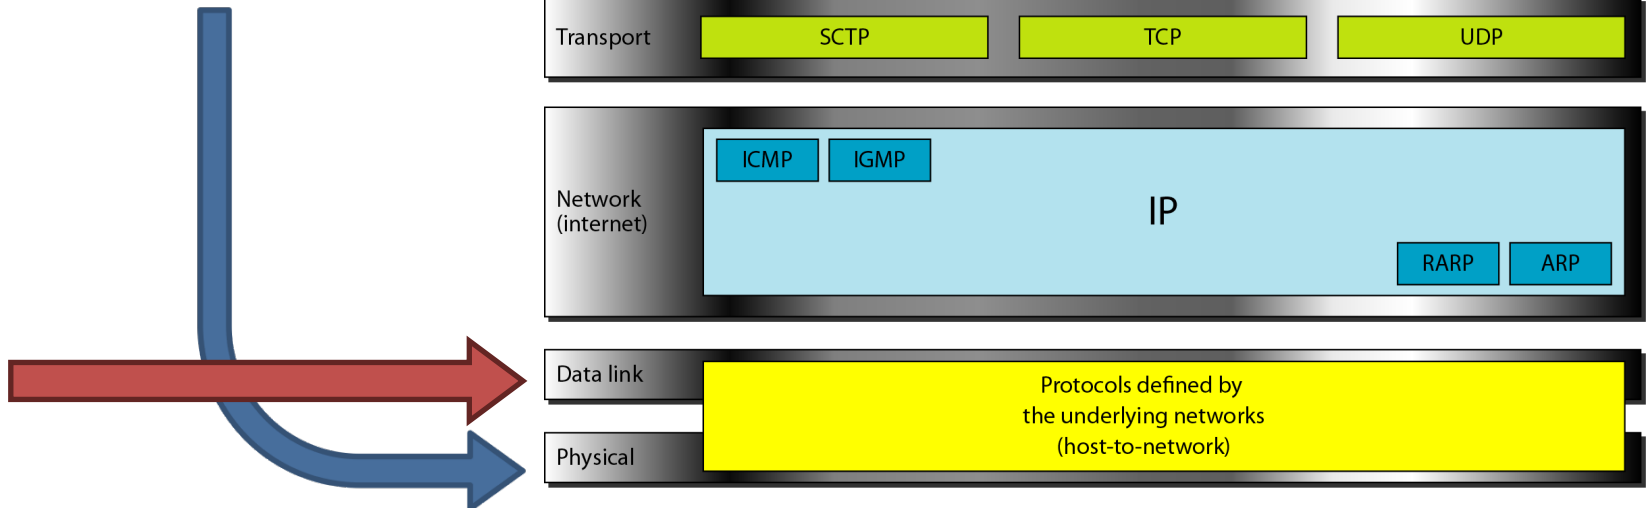 Transport
SCTP
TCP
UDP
ICMP
IGMP
Network
(internet)
IP
RARP
ARP
Data link
Protocols defined by
the underlying networks
(host-to-network)
Physical